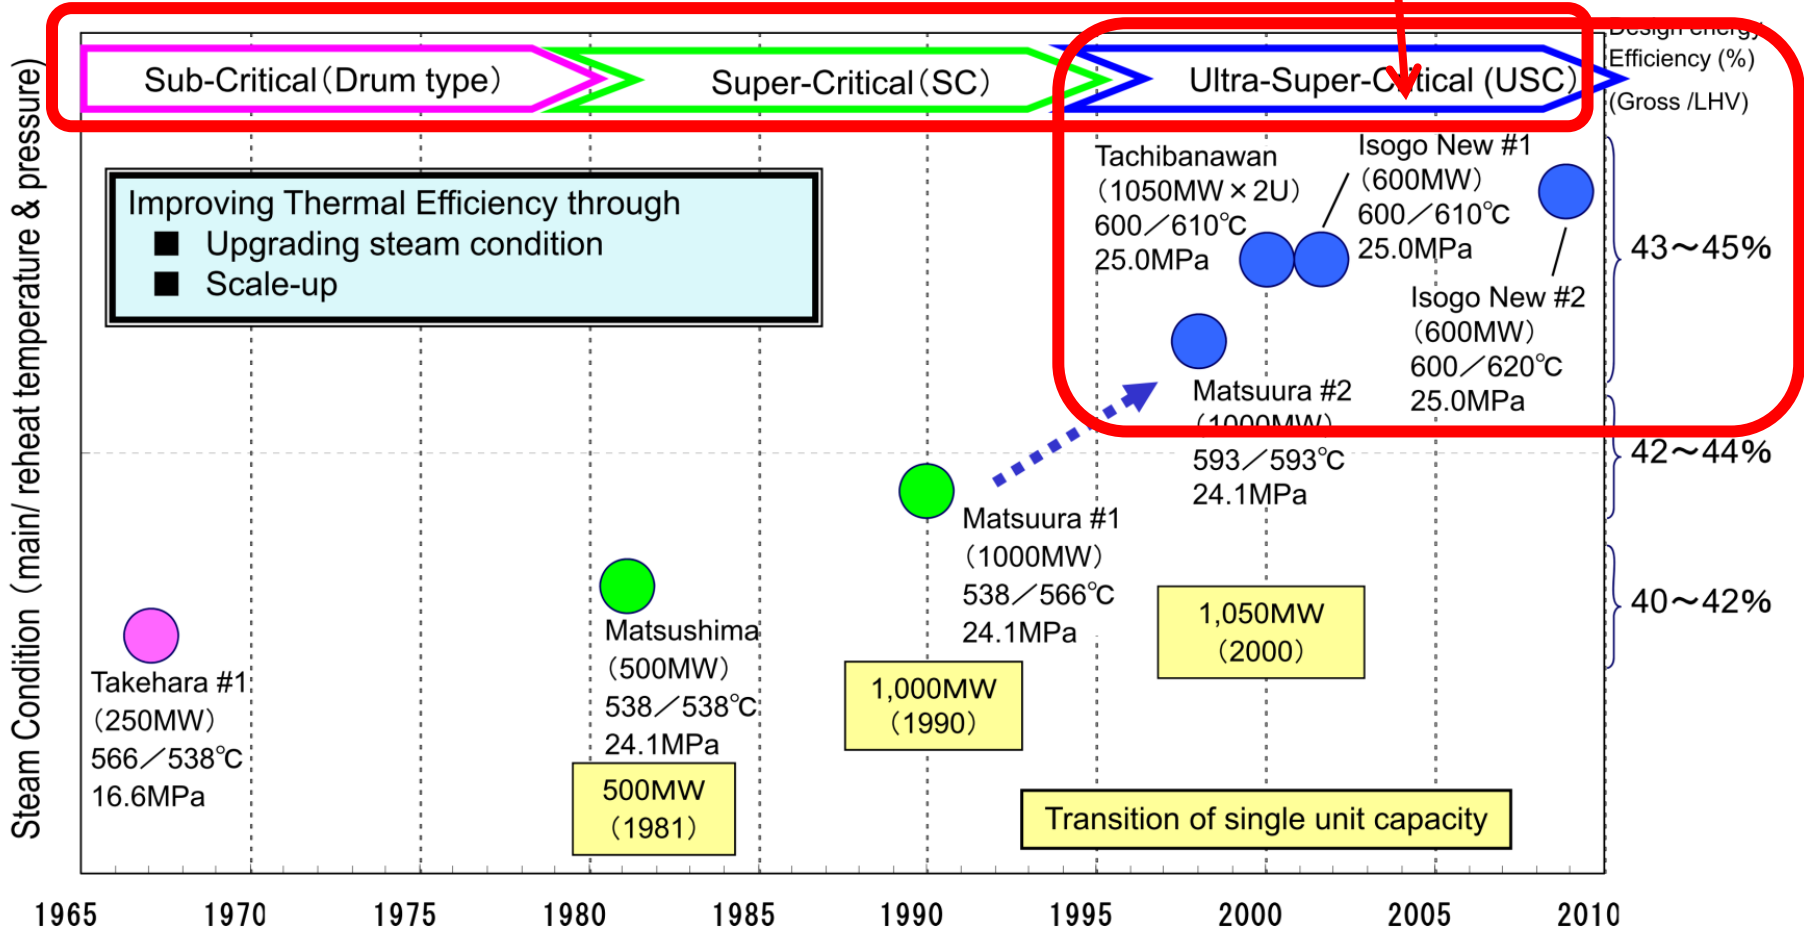 Design energy
Efficiency (%)
(Gross /LHV)
Sub-Critical（Drum type）
Super-Critical（SC）
Ultra-Super-Critical (USC)
Steam Condition（main/ reheat temperature & pressure）
Improving Thermal Efficiency through
■ Upgrading steam condition
■ Scale-up
Tachibanawan
（1050MW×2U）
600／610℃
25.0MPa
Isogo New #1
（600MW）
600／610℃
25.0MPa
Isogo New #2
（600MW）
600／620℃
25.0MPa
Matsuura #2
（1000MW）
593／593℃
24.1MPa
Matsuura #1
（1000MW）
538／566℃
24.1MPa
Matsushima
（500MW）
538／538℃
24.1MPa
Takehara #1
（250MW）
566／538℃
16.6MPa
43～45%
42～44%
40～42%
500MW
（1981）
1,000MW
（1990）
1,050MW
（2000）
Transition of single unit capacity
1965 1970 1975 1980 1985 1990 1995 2000 2005 2010